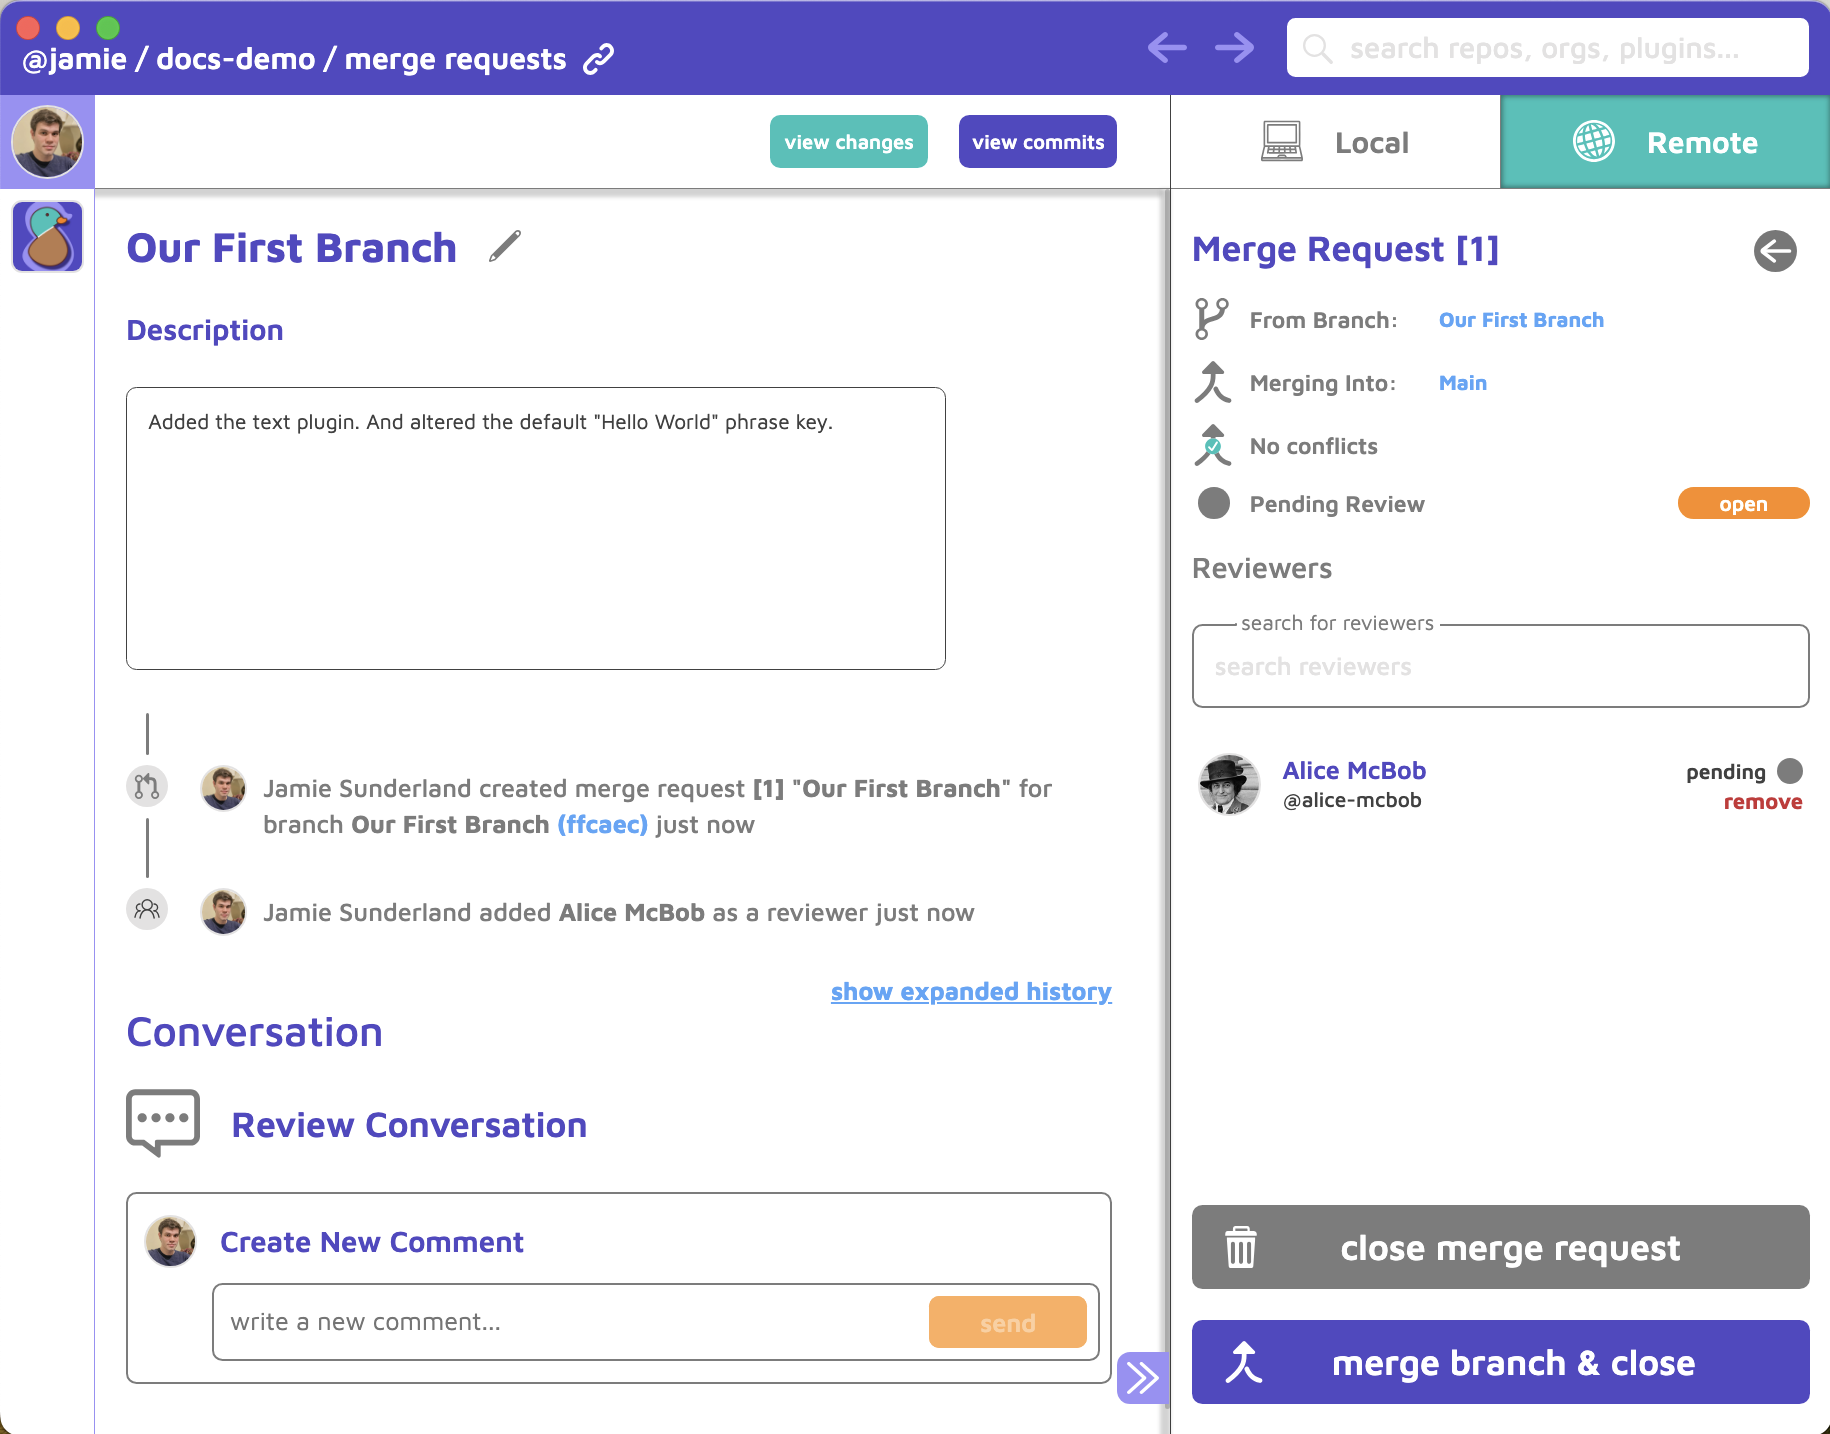 @jamie / docs-demo / merge requests
search repos, orgs, plugins...
view changes
view commits
Local
Remote
Our First Branch
Description
Added the text plugin. And altered the default "Hello World" phrase key.
Jamie Sunderland created merge request [1] "Our First Branch" for
branch Our First Branch (ffcaec) just now
Jamie Sunderland added Alice McBob as a reviewer just now
show expanded history
Conversation
Review Conversation
Create New Comment
write a new comment...
send
Merge Request [1]
From Branch: Our First Branch
Merging Into: Main
No conflicts
Pending Review
open
Reviewers
search for reviewers
search reviewers
Alice McBob
pending
@alice-mcbob
remove
close merge request
merge branch & close